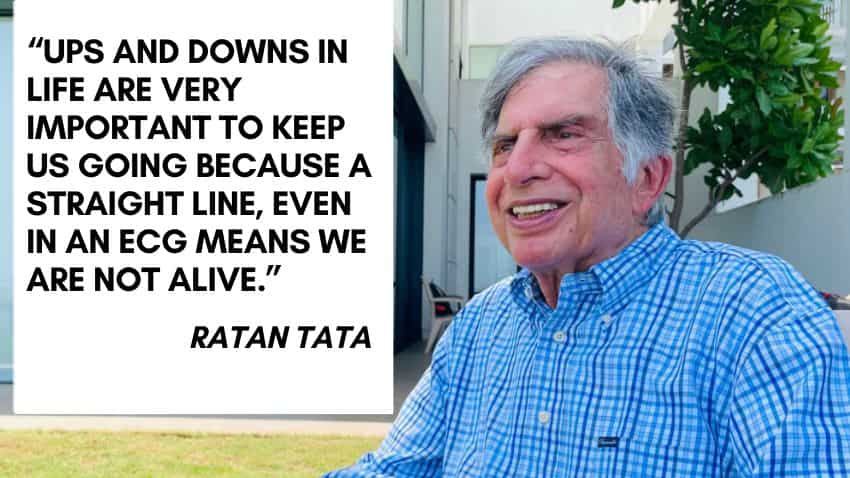 “UPS AND DOWNS IN
LIFE ARE VERY
IMPORTANT TO KEEP
US GOING BECAUSE A
STRAIGHT LINE, EVEN
IN AN ECG MEANS WE
ARE NOT ALIVE.”
RATAN TATA